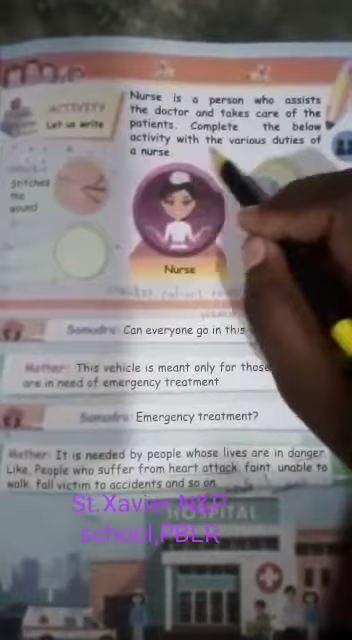 ACTIVITY
Let us write
Nurse is a person who assists
the doctor and takes care of the
patients. Complete the below
activity with the various duties of
a nurse
Stitches
the
wound
Nurse
Samudra: Can everyone go in this
Mother: This vehicle is meant only for those
are in need of emergency treatment
Samudra: Emergency treatment?
Mother: It is needed by people whose lives are in danger.
Like, People who suffer from heart attack, faint, unable to
walk, fall victim to accidents and so on.
St.Xavier N&P
school,PBLR
HOSPITAL